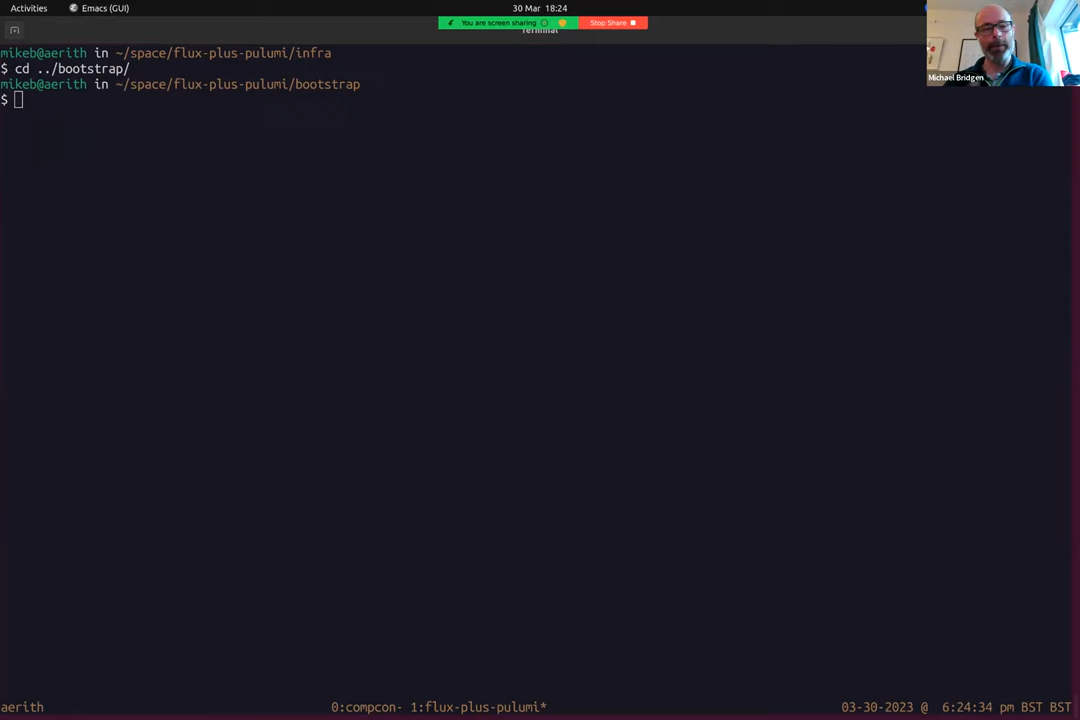 Activities Emacs (GUI) 30 Mar 18:24
You are screen sharing Stop Share
Terminal
Michael Bridgen
mikeb@aerith in ~/space/flux-plus-pulumi/infra
$ cd ../bootstrap/
mikeb@aerith in ~/space/flux-plus-pulumi/bootstrap
$
aerith 0:compcon- 1:flux-plus-pulumi* 03-30-2023 @ 6:24:34 pm BST BST